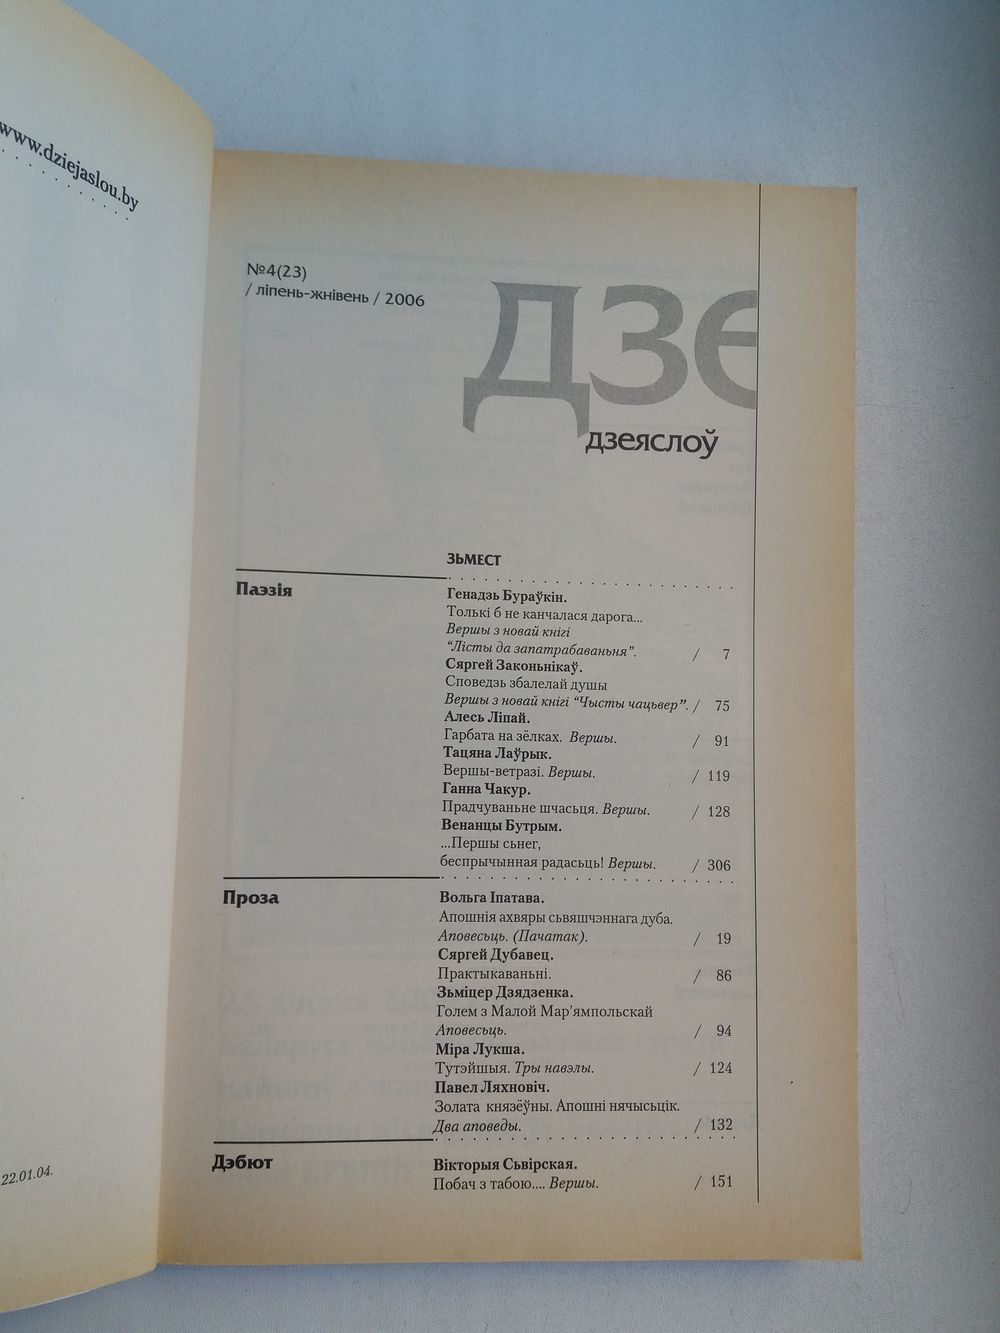 www.dziejaslou.by
22.01.04.
№4(23)
/ ліпень-жнівень / 2006
дзе
дзеяслоў
ЗЬМЕСТ
Паэзія
Генадзь Бураўкін.
Толькі б не канчалася дарога...
Вершы з новай кнігі
“Лісты да запатрабаваньня”. / 7
Сяргей Законьнікаў.
Споведзь збалелай душы
Вершы з новай кнігі “Чысты чацьвер”. / 75
Алесь Ліпай.
Гарбата на зёлках. Вершы. / 91
Тацяна Лаўрык.
Вершы-ветразі. Вершы. / 119
Ганна Чакур.
Прадчуваньне шчасьця. Вершы. / 128
Венанцы Бутрым.
...Першы сьнег,
беспрычынная радасьць! Вершы. / 306
Проза
Вольга Іпатава.
Апошнія ахвяры сьвяшчэннага дуба.
Аповесьць. (Пачатак). / 19
Сяргей Дубавец.
Практыкаваньні. / 86
Зьміцер Дзядзенка.
Голем з Малой Мар’ямпольскай
Аповесьць. / 94
Міра Лукша.
Тутэйшыя. Тры навэлы. / 124
Павел Ляхновіч.
Золата князёўны. Апошні нячысьцік.
Два аповеды. / 132
Дэбют
Вікторыя Сьвірская.
Побач з табою.... Вершы. / 151